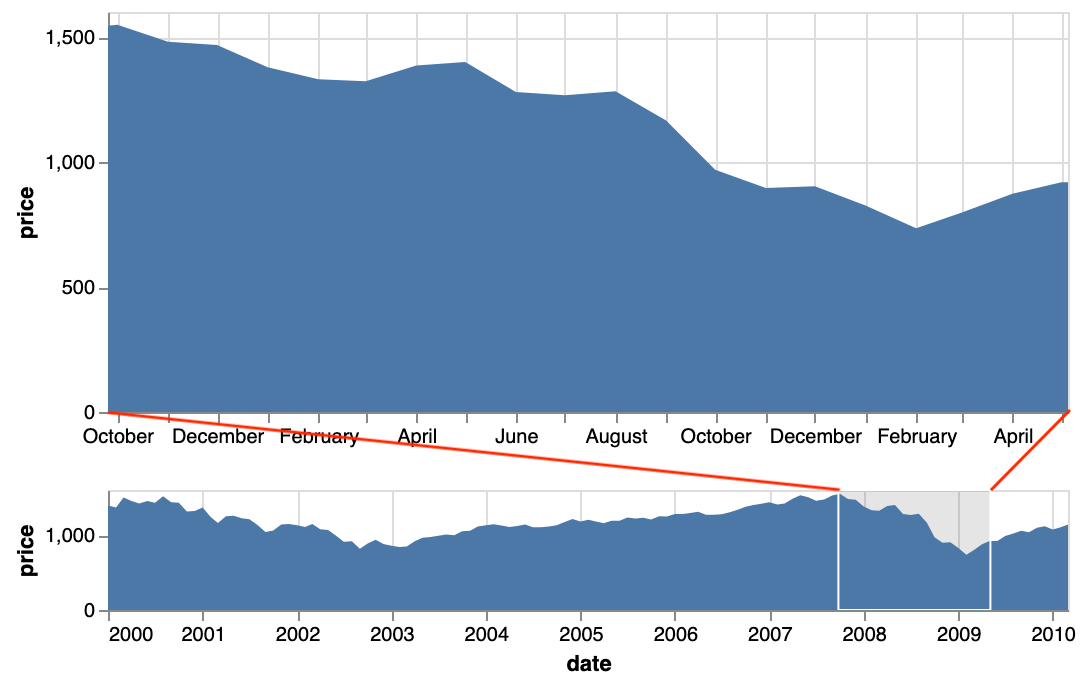 1,500
1,000
500
0
price
October December February April June August October December February April
1,000
0
price
2000 2001 2002 2003 2004 2005 2006 2007 2008 2009 2010
date